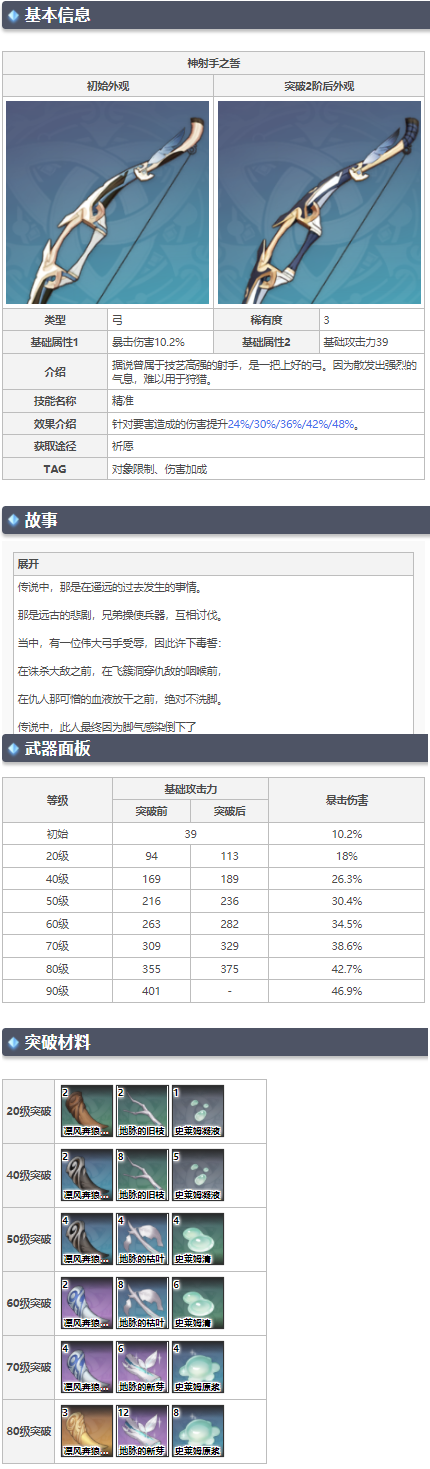 基本信息
神射手之誓
初始外观 突破2阶后外观
类型 弓 稀有度 3
基础属性1 暴击伤害10.2% 基础属性2 基础攻击力39
介绍 据说曾属于技艺高强的射手，是一把上好的弓。因为散发出强烈的
气息，难以用于狩猎。
技能名称 精准
效果介绍 针对要害造成的伤害提升24%/30%/36%/42%/48%。
获取途径 祈愿
TAG 对象限制、伤害加成
故事
展开
传说中，那是在遥远的过去发生的事情。
那是远古的悲剧，兄弟操使兵器，互相讨伐。
当中，有一位伟大弓手受辱，因此许下毒誓：
在诛杀大敌之前，在飞簇洞穿仇敌的咽喉前，
在仇人那可憎的血液放干之前，绝对不洗脚。
传说中，此人最终因为脚气感染倒下了
武器面板
等级 基础攻击力 暴击伤害
突破前 突破后
初始 39 10.2%
20级 94 113 18%
40级 169 189 26.3%
50级 216 236 30.4%
60级 263 282 34.5%
70级 309 329 38.6%
80级 355 375 42.7%
90级 401 - 46.9%
突破材料
20级突破 2 凛风奔狼... 2 地脉的旧枝 1 史莱姆凝液
40级突破 2 凛风奔狼... 8 地脉的旧枝 5 史莱姆凝液
50级突破 4 凛风奔狼... 4 地脉的枯叶 4 史莱姆清
60级突破 2 凛风奔狼... 8 地脉的枯叶 6 史莱姆清
70级突破 4 凛风奔狼... 6 地脉的新芽 4 史莱姆原浆
80级突破 3 凛风奔狼... 12 地脉的新芽 8 史莱姆原浆